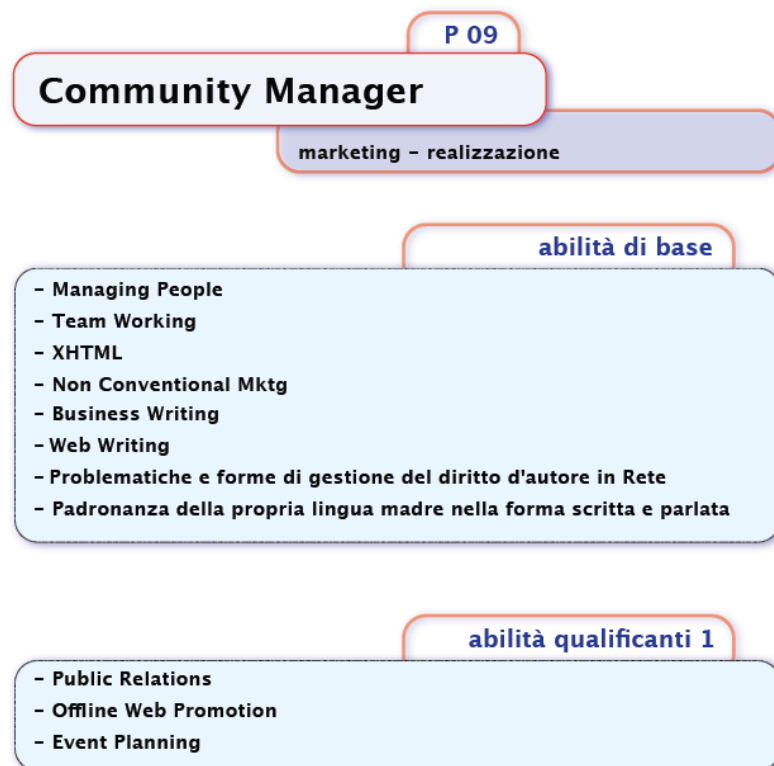 P 09
Community Manager
marketing – realizzazione
abilità di base
– Managing People
– Team Working
– XHTML
– Non Conventional Mktg
– Business Writing
– Web Writing
– Problematiche e forme di gestione del diritto d'autore in Rete
– Padronanza della propria lingua madre nella forma scritta e parlata
abilità qualificanti 1
– Public Relations
– Offline Web Promotion
– Event Planning